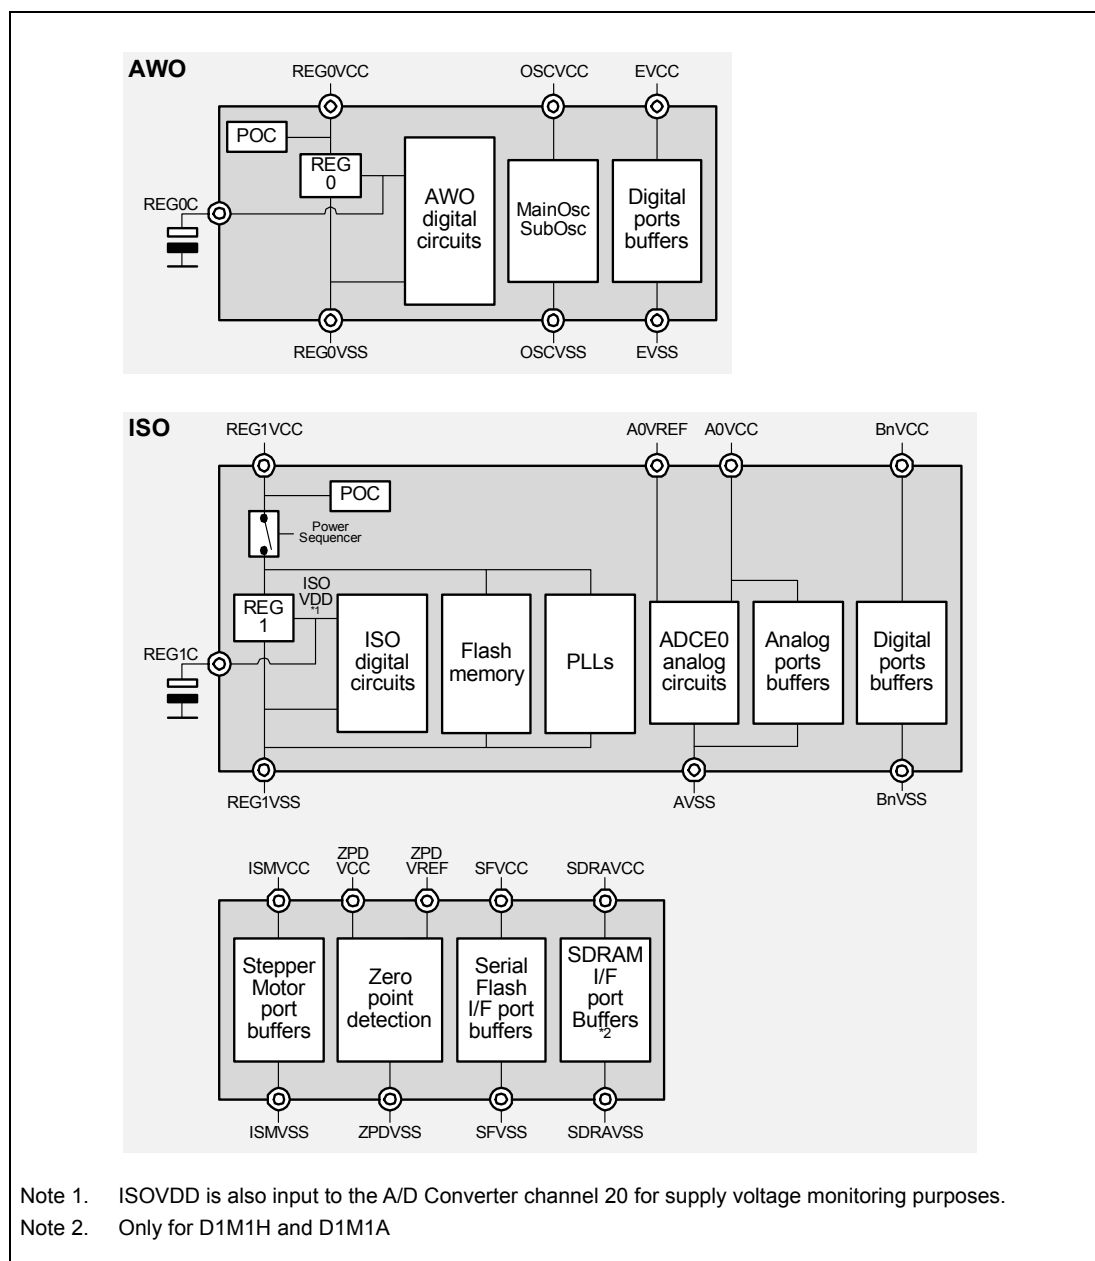 AWO
REG0VCC
OSCVCC
EVCC
POC
REG
0
AWO
digital
circuits
MainOsc
SubOsc
Digital
ports
buffers
REG0C
REG0VSS
OSCVSS
EVSS
ISO
REG1VCC
A0VREF
A0VCC
BnVCC
POC
Power
Sequencer
ISO
VDD
*1
REG
1
ISO
digital
circuits
Flash
memory
PLLs
ADCE0
analog
circuits
Analog
ports
buffers
Digital
ports
buffers
REG1C
REG1VSS
AVSS
BnVSS
ISMVCC
ZPD
VCC
ZPD
VREF
SFVCC
SDRAVCC
Stepper
Motor
port
buffers
Zero
point
detection
Serial
Flash
I/F port
buffers
SDRAM
I/F
port
Buffers
*2
ISMVSS
ZPDVSS
SFVSS
SDRAVSS
Note 1. ISOVDD is also input to the A/D Converter channel 20 for supply voltage monitoring purposes.
Note 2. Only for D1M1H and D1M1A